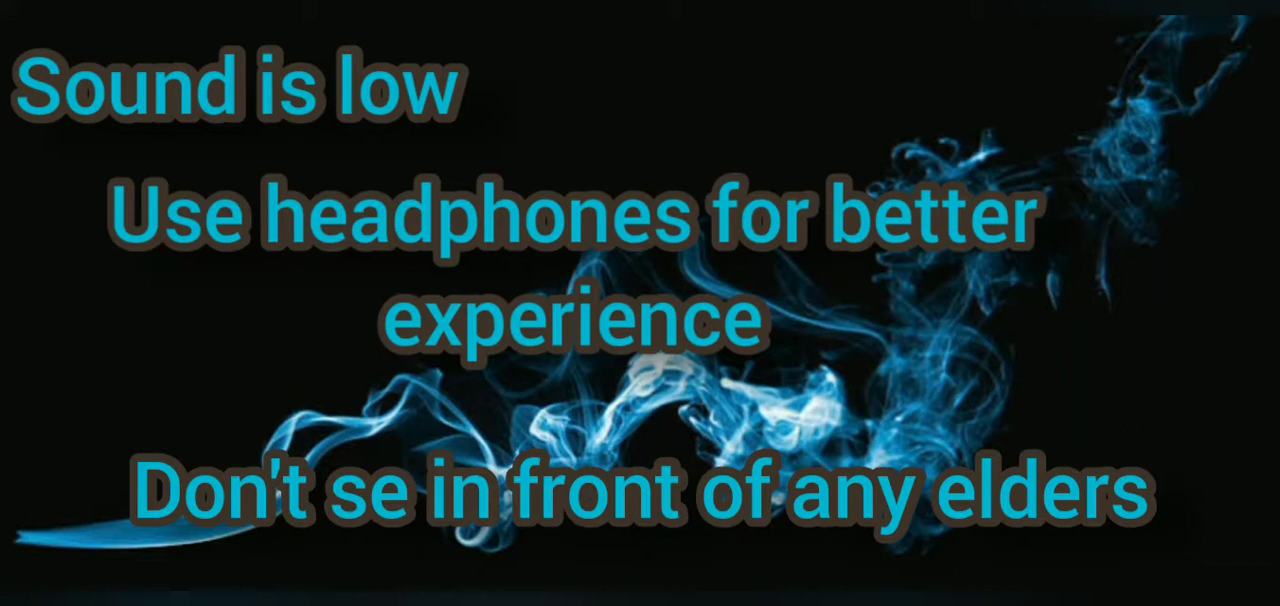 Sound is low
Use headphones for better
experience
Don't se in front of any elders